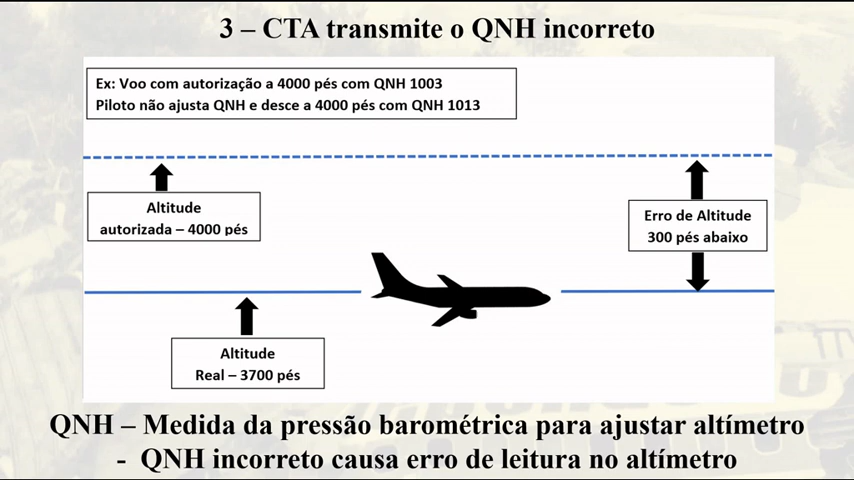 3 – CTA transmite o QNH incorreto
Ex: Voo com autorização a 4000 pés com QNH 1003
Piloto não ajusta QNH e desce a 4000 pés com QNH 1013
Altitude
autorizada – 4000 pés
Erro de Altitude
300 pés abaixo
Altitude
Real – 3700 pés
QNH – Medida da pressão barométrica para ajustar altímetro
- QNH incorreto causa erro de leitura no altímetro